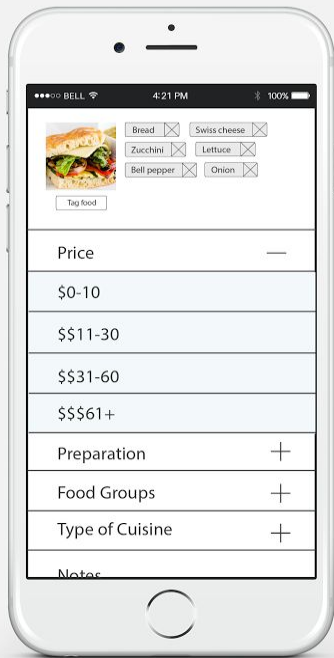 BELL 4:21 PM 100%
Bread Swiss cheese
Zucchini Lettuce
Bell pepper Onion
Tag food
Price
$0-10
$$11-30
$$31-60
$$$61+
Preparation
Food Groups
Type of Cuisine
Notes